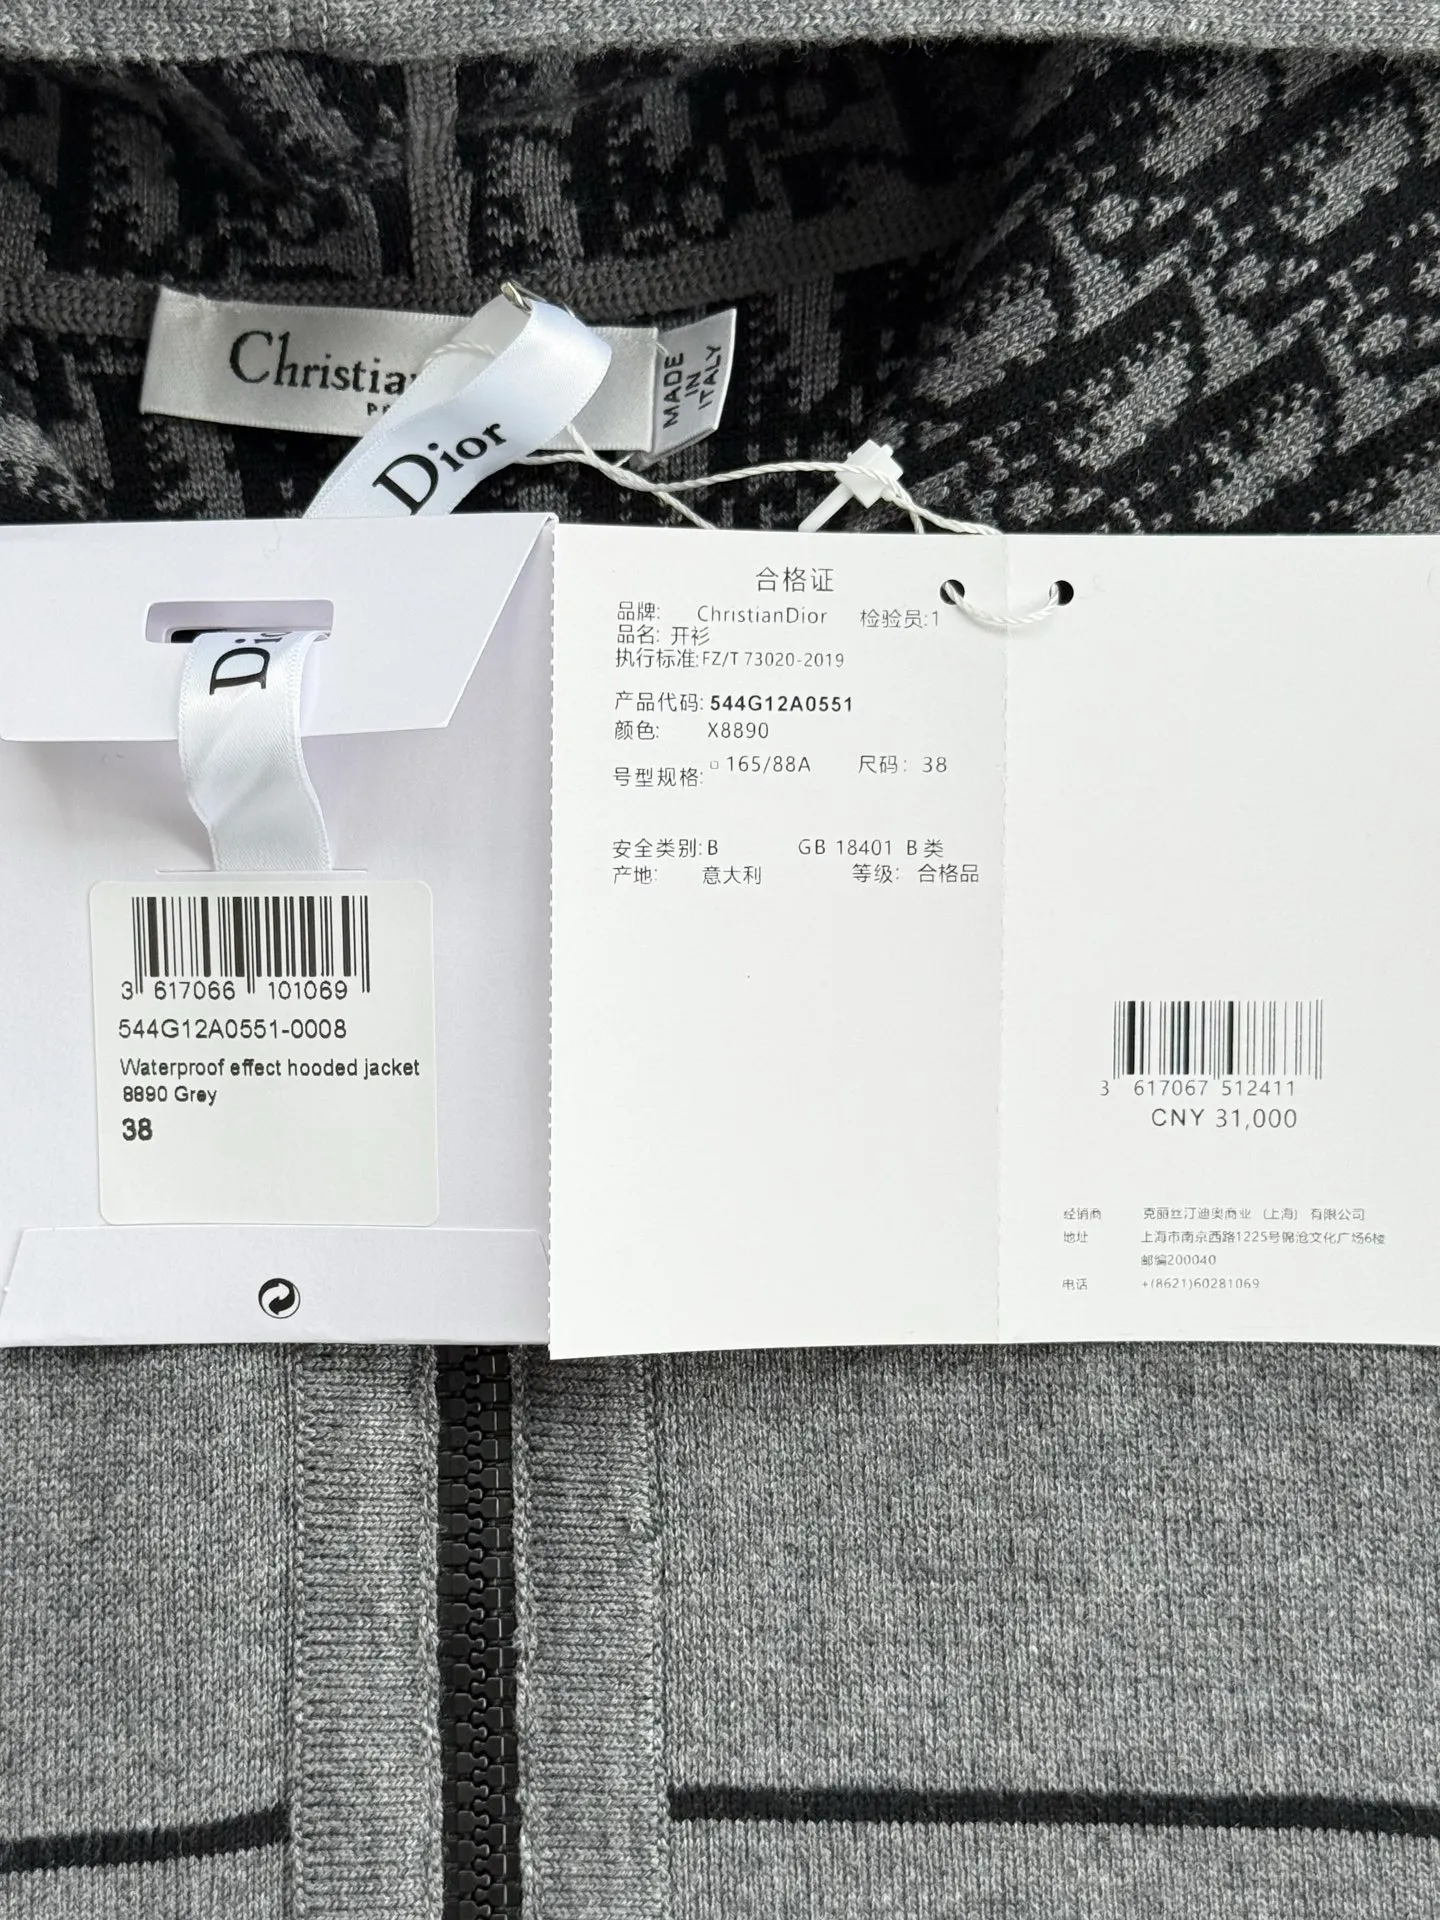 Christia
MADE
IN
ITALY
Dior
Di
合格证
品牌: ChristianDior 检验员:1
品名: 开衫
执行标准:FZ/T 73020-2019
产品代码: 544G12A0551
颜色: X8890
号型规格: 165/88A 尺码: 38
安全类别:B GB 18401 B 类
产地: 意大利 等级: 合格品
3 617066 101069
544G12A0551-0008
Waterproof effect hooded jacket
8890 Grey
38
3 617067 512411
CNY 31,000
经销商 克丽丝汀迪奥商业 (上海) 有限公司
地址 上海市南京西路1225号锦沧文化广场6楼
邮编200040
电话 +(8621)60281069